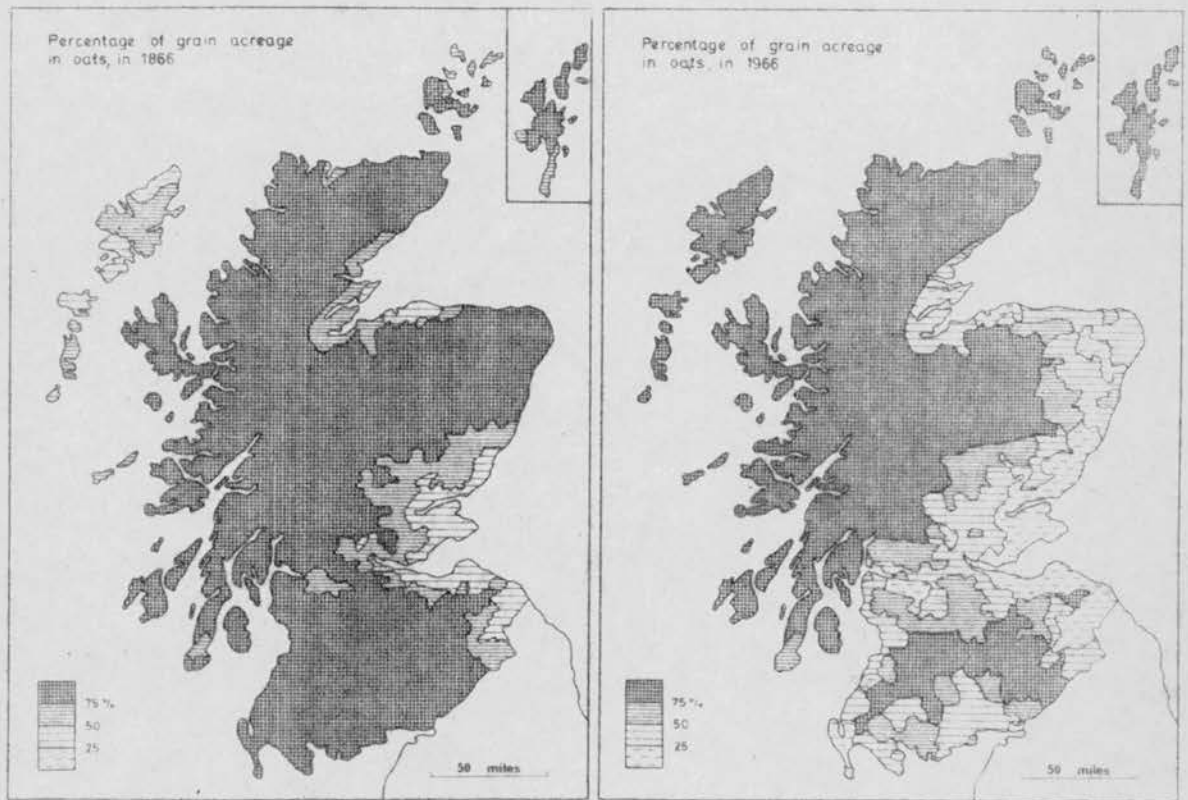 Percentage of grain acreage
in oats, in 1866
75 %
50
25
50 miles
Percentage of grain acreage
in oats, in 1966
75 %
50
25
50 miles